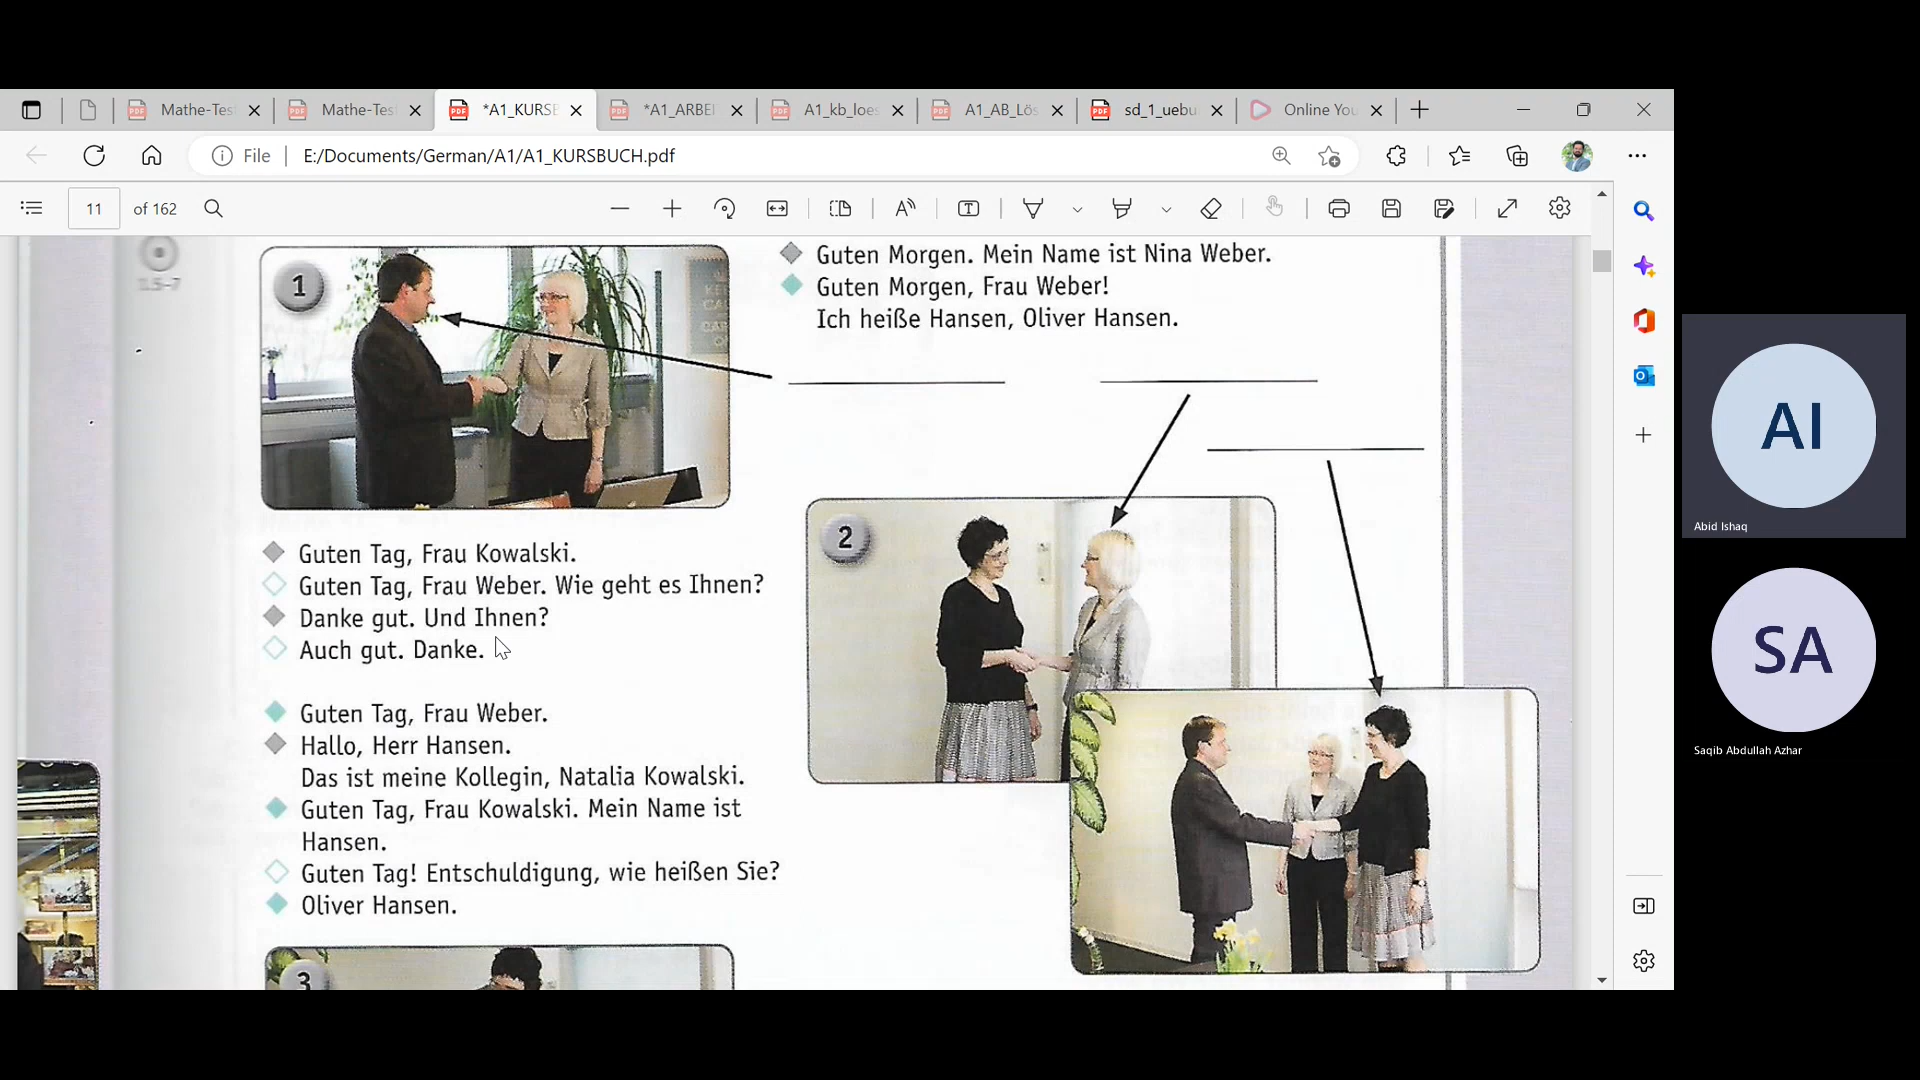 Mathe-Tes
Mathe-Tes
*A1_KURSB
*A1_ARBEI
A1_kb_loes
A1_AB_Lös
sd_1_uebu
Online You
File
E:/Documents/German/A1/A1_KURSBUCH.pdf
11 of 162
1.5-7
1
Guten Morgen. Mein Name ist Nina Weber.
Guten Morgen, Frau Weber!
Ich heiße Hansen, Oliver Hansen.
2
Guten Tag, Frau Kowalski.
Guten Tag, Frau Weber. Wie geht es Ihnen?
Danke gut. Und Ihnen?
Auch gut. Danke.
Guten Tag, Frau Weber.
Hallo, Herr Hansen.
Das ist meine Kollegin, Natalia Kowalski.
Guten Tag, Frau Kowalski. Mein Name ist
Hansen.
Guten Tag! Entschuldigung, wie heißen Sie?
Oliver Hansen.
3
AI
Abid Ishaq
SA
Saqib Abdullah Azhar